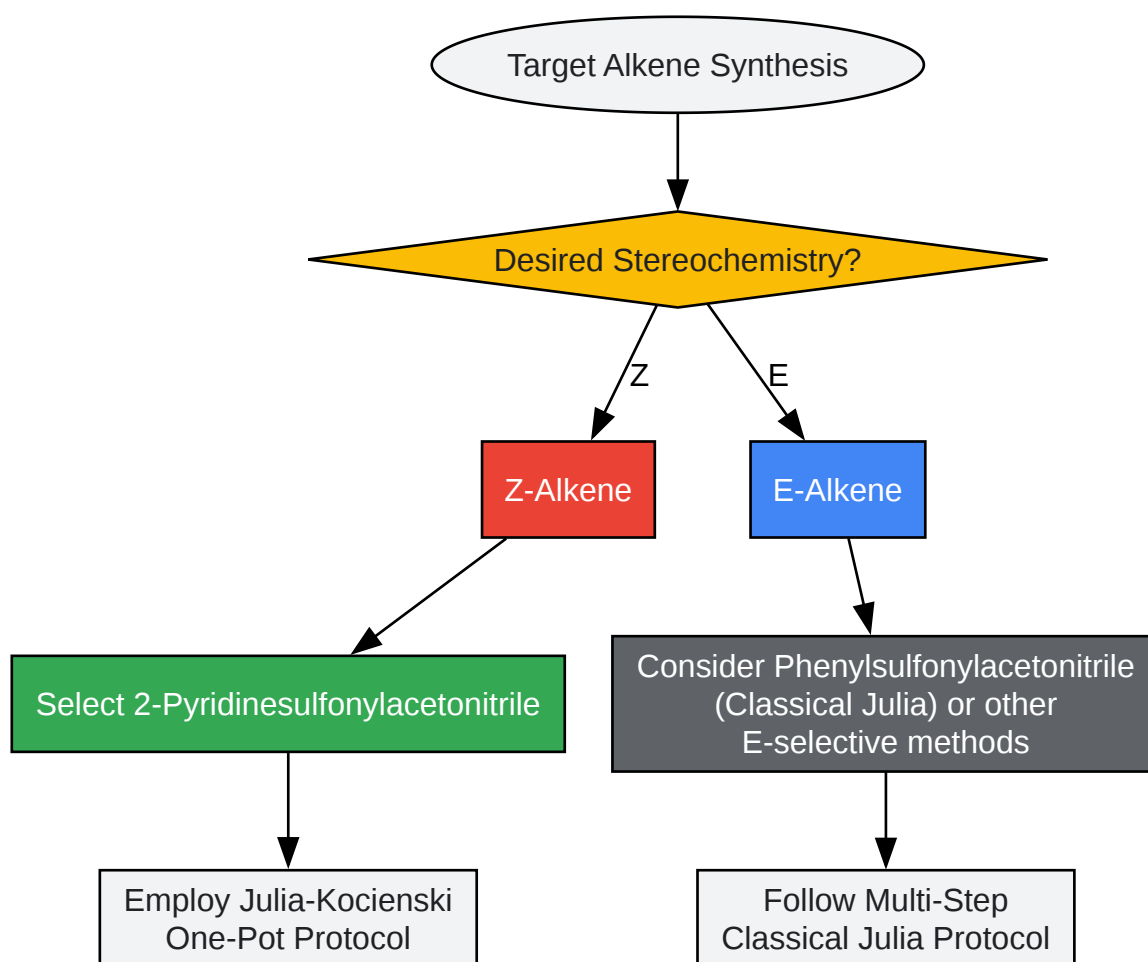 Target Alkene Synthesis
Desired Stereochemistry?
Z
E
Z-Alkene
E-Alkene
Select 2-Pyridinesulfonylacetonitrile
Consider Phenylsulfonylacetonitrile
(Classical Julia) or other
E-selective methods
Employ Julia-Kocienski
One-Pot Protocol
Follow Multi-Step
Classical Julia Protocol